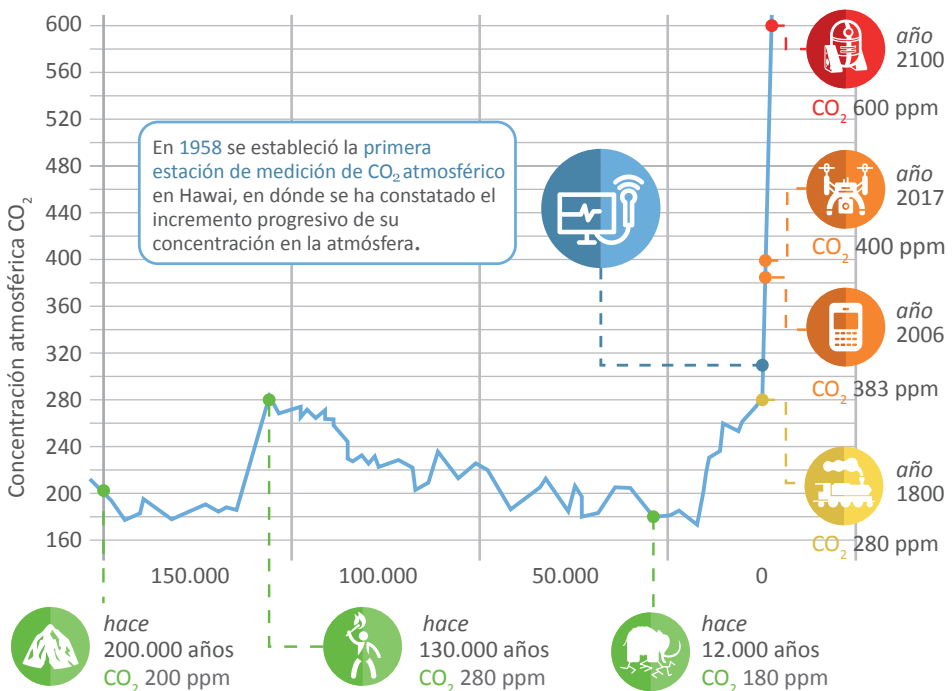 Concentración atmosférica CO2
600
560
520
480
440
400
360
320
280
240
200
160
En 1958 se estableció la primera
estación de medición de CO2 atmosférico
en Hawai, en dónde se ha constatado el
incremento progresivo de su
concentración en la atmósfera.
año
2100
CO2 600 ppm
año
2017
CO2 400 ppm
año
2006
CO2 383 ppm
año
1800
CO2 280 ppm
150.000
100.000
50.000
0
hace
200.000 años
CO2 200 ppm
hace
130.000 años
CO2 280 ppm
hace
12.000 años
CO2 180 ppm